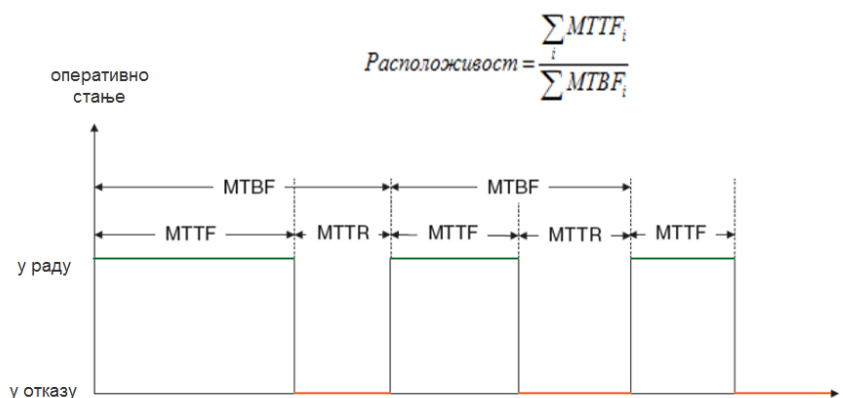 Расположивост = ∑ᵢ MTTFᵢ / ∑ MTBFᵢ
оперативно
стање
MTBF MTBF
MTTF MTTR MTTF MTTR MTTF
у раду
у отказу